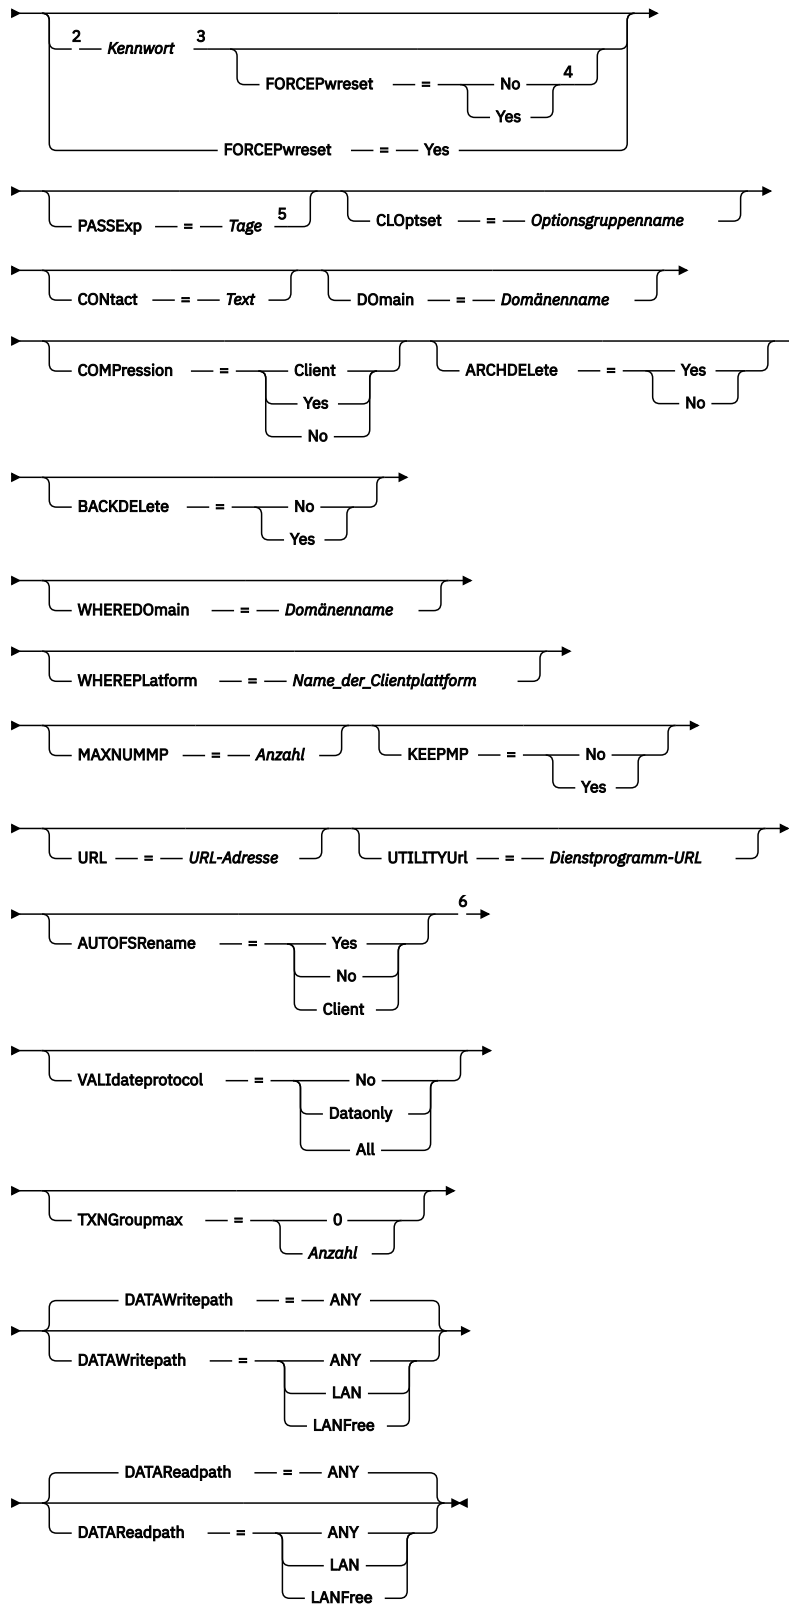 2 Kennwort 3
FORCEPwreset = No 4
Yes
FORCEPwreset = Yes
PASSExp = Tage 5 CLOptset = Optionsgruppenname
CONtact = Text DOmain = Domänenname
COMPression = Client ARCHDELete = Yes
Yes No
No
BACKDELete = No
Yes
WHEREDOmain = Domänenname
WHEREPLatform = Name_der_Clientplattform
MAXNUMMP = Anzahl KEEPMP = No
Yes
URL = URL-Adresse UTILITYUrl = Dienstprogramm-URL
6
AUTOFSRename = Yes
No
Client
VALIdateprotocol = No
Dataonly
All
TXNGroupmax = 0
Anzahl
DATAWritepath = ANY
DATAWritepath = ANY
LAN
LANFree
DATAReadpath = ANY
DATAReadpath = ANY
LAN
LANFree